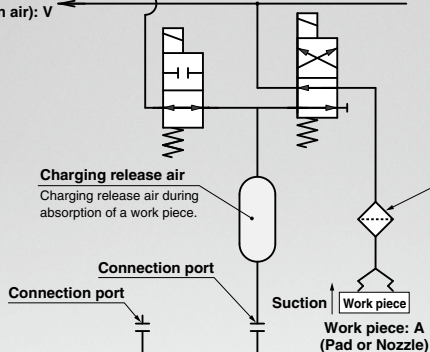 n air): V
Charging release air
Charging release air during
absorption of a work piece.
Connection port
Connection port
Suction
Work piece
Work piece: A
(Pad or Nozzle)